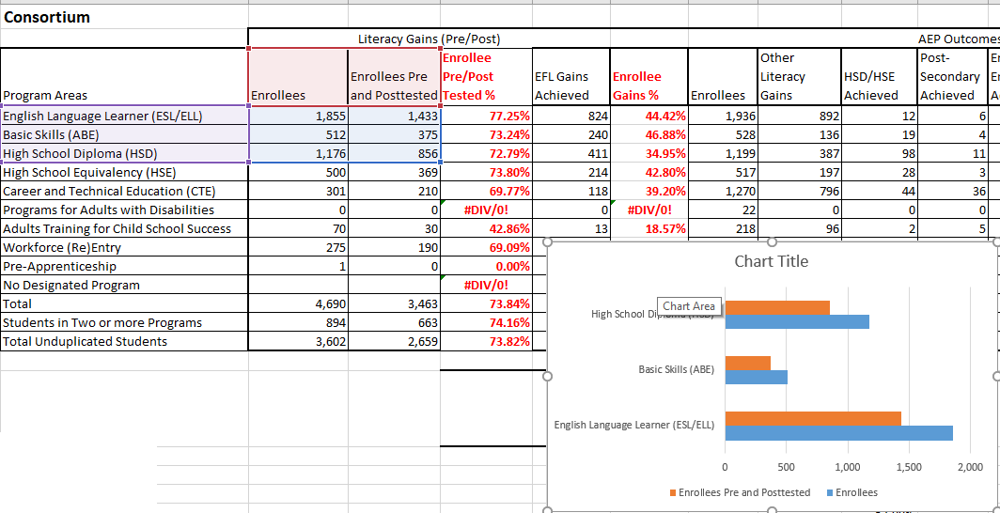 Consortium
Literacy Gains (Pre/Post) AEP Outcomes
Program Areas Enrollees Enrollees Pre and Posttested Enrollee Pre/Post Tested % EFL Gains Achieved Enrollee Gains % Enrollees Other Literacy Gains HSD/HSE Achieved Post-Secondary Achieved
English Language Learner (ESL/ELL) 1,855 1,433 77.25% 824 44.42% 1,936 892 12 6
Basic Skills (ABE) 512 375 73.24% 240 46.88% 528 136 19 4
High School Diploma (HSD) 1,176 856 72.79% 411 34.95% 1,199 387 98 11
High School Equivalency (HSE) 500 369 73.80% 214 42.80% 517 197 28 3
Career and Technical Education (CTE) 301 210 69.77% 118 39.20% 1,270 796 44 36
Programs for Adults with Disabilities 0 0 #DIV/0! 0 #DIV/0! 22 0 0 0
Adults Training for Child School Success 70 30 42.86% 13 18.57% 218 96 2 5
Workforce (Re)Entry 275 190 69.09%
Pre-Apprenticeship 1 0 0.00%
No Designated Program #DIV/0!
Total 4,690 3,463 73.84%
Students in Two or more Programs 894 663 74.16%
Total Unduplicated Students 3,602 2,659 73.82%
Chart Title
Chart Area
High School Diploma (HSD)
Basic Skills (ABE)
English Language Learner (ESL/ELL)
0 500 1,000 1,500 2,000
Enrollees Pre and Posttested Enrollees